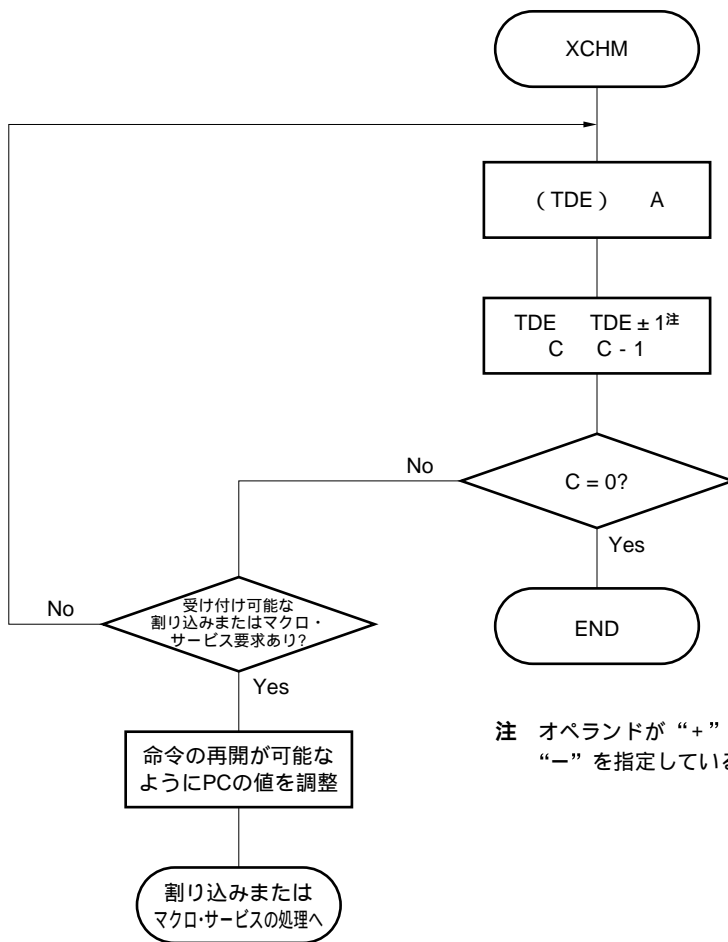 XCHM
(TDE) A
TDE TDE ± 1注
C C - 1
C = 0?
No
Yes
END
受け付け可能な
割り込みまたはマクロ・
サービス要求あり?
No
Yes
命令の再開が可能な
ようにPCの値を調整
割り込みまたは
マクロ・サービスの処理へ
注 オペランドが “+”
“－” を指定している